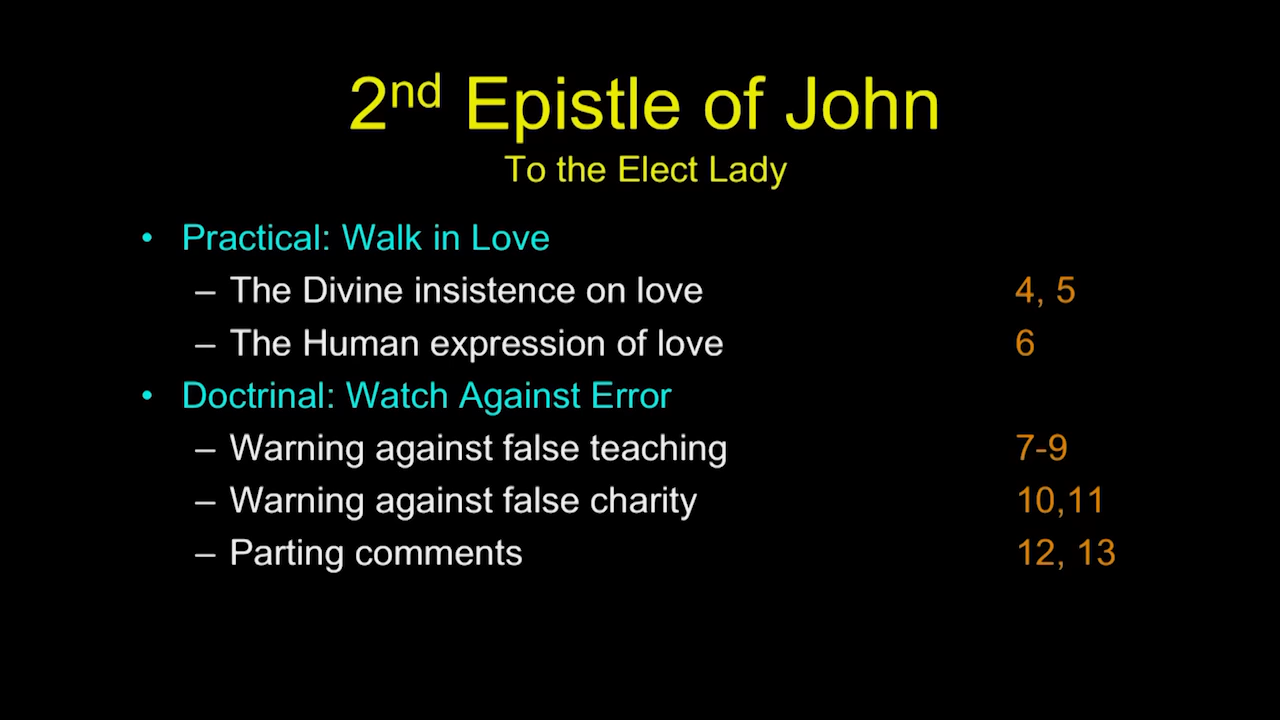 2nd Epistle of John
To the Elect Lady
• Practical: Walk in Love
– The Divine insistence on love 4, 5
– The Human expression of love 6
• Doctrinal: Watch Against Error
– Warning against false teaching 7-9
– Warning against false charity 10,11
– Parting comments 12, 13